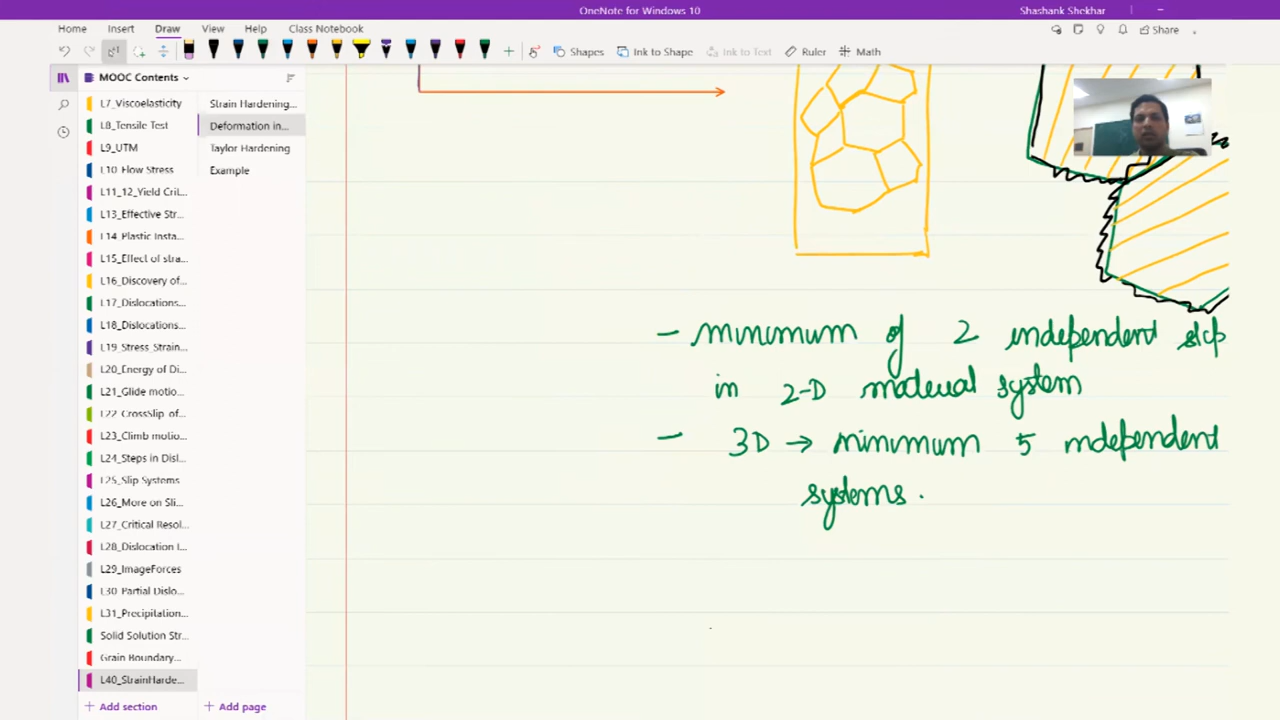 OneNote for Windows 10
Shashank Shekhar
Home Insert Draw View Help Class Notebook
Share
Shapes Ink to Shape Ink to Text Ruler Math
MOOC Contents
L7_Viscoelasticity
L8_Tensile Test
L9_UTM
L10 Flow Stress
L11_12_Yield Crit...
L13_Effective Str...
L14_Plastic Insta...
L15_Effect of stra...
L16_Discovery of...
L17_Dislocations...
L18_Dislocations...
L19_Stress_Strain...
L20_Energy of Di...
L21_Glide motio...
L22_CrossSlip of...
L23_Climb motio...
L24_Steps in Disl...
L25_Slip Systems
L26_More on Sli...
L27_Critical Resol...
L28_Dislocation I...
L29_ImageForces
L30 Partial Dislo...
L31_Precipitation...
Solid Solution Str...
Grain Boundary...
L40_StrainHarde...
Add section
Strain Hardening...
Deformation in...
Taylor Hardening
Example
Add page
- minimum of 2 independent slip
in 2-D material system
- 3D → minimum 5 independent
systems.